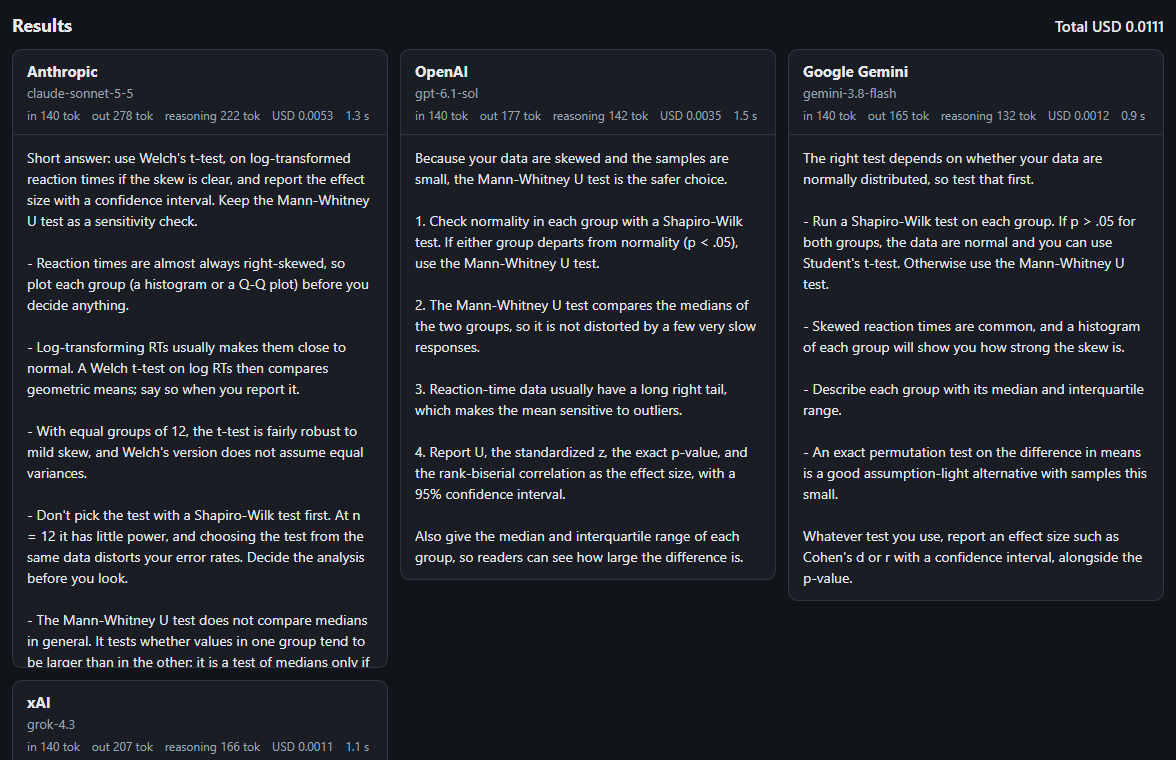 Results
Total USD 0.0111
Anthropic
claude-sonnet-5-5
in 140 tok out 278 tok reasoning 222 tok USD 0.0053 1.3 s
Short answer: use Welch's t-test, on log-transformed
reaction times if the skew is clear, and report the effect
size with a confidence interval. Keep the Mann-Whitney
U test as a sensitivity check.
- Reaction times are almost always right-skewed, so
plot each group (a histogram or a Q-Q plot) before you
decide anything.
- Log-transforming RTs usually makes them close to
normal. A Welch t-test on log RTs then compares
geometric means; say so when you report it.
- With equal groups of 12, the t-test is fairly robust to
mild skew, and Welch's version does not assume equal
variances.
- Don't pick the test with a Shapiro-Wilk test first. At n
= 12 it has little power, and choosing the test from the
same data distorts your error rates. Decide the analysis
before you look.
- The Mann-Whitney U test does not compare medians
in general. It tests whether values in one group tend to
be larger than in the other; it is a test of medians only if
OpenAI
gpt-6.1-sol
in 140 tok out 177 tok reasoning 142 tok USD 0.0035 1.5 s
Because your data are skewed and the samples are
small, the Mann-Whitney U test is the safer choice.
1. Check normality in each group with a Shapiro-Wilk
test. If either group departs from normality (p < .05),
use the Mann-Whitney U test.
2. The Mann-Whitney U test compares the medians of
the two groups, so it is not distorted by a few very slow
responses.
3. Reaction-time data usually have a long right tail,
which makes the mean sensitive to outliers.
4. Report U, the standardized z, the exact p-value, and
the rank-biserial correlation as the effect size, with a
95% confidence interval.
Also give the median and interquartile range of each
group, so readers can see how large the difference is.
Google Gemini
gemini-3.8-flash
in 140 tok out 165 tok reasoning 132 tok USD 0.0012 0.9 s
The right test depends on whether your data are
normally distributed, so test that first.
- Run a Shapiro-Wilk test on each group. If p > .05 for
both groups, the data are normal and you can use
Student's t-test. Otherwise use the Mann-Whitney U
test.
- Skewed reaction times are common, and a histogram
of each group will show you how strong the skew is.
- Describe each group with its median and interquartile
range.
- An exact permutation test on the difference in means
is a good assumption-light alternative with samples this
small.
Whatever test you use, report an effect size such as
Cohen's d or r with a confidence interval, alongside the
p-value.
xAI
grok-4.3
in 140 tok out 207 tok reasoning 166 tok USD 0.0011 1.1 s